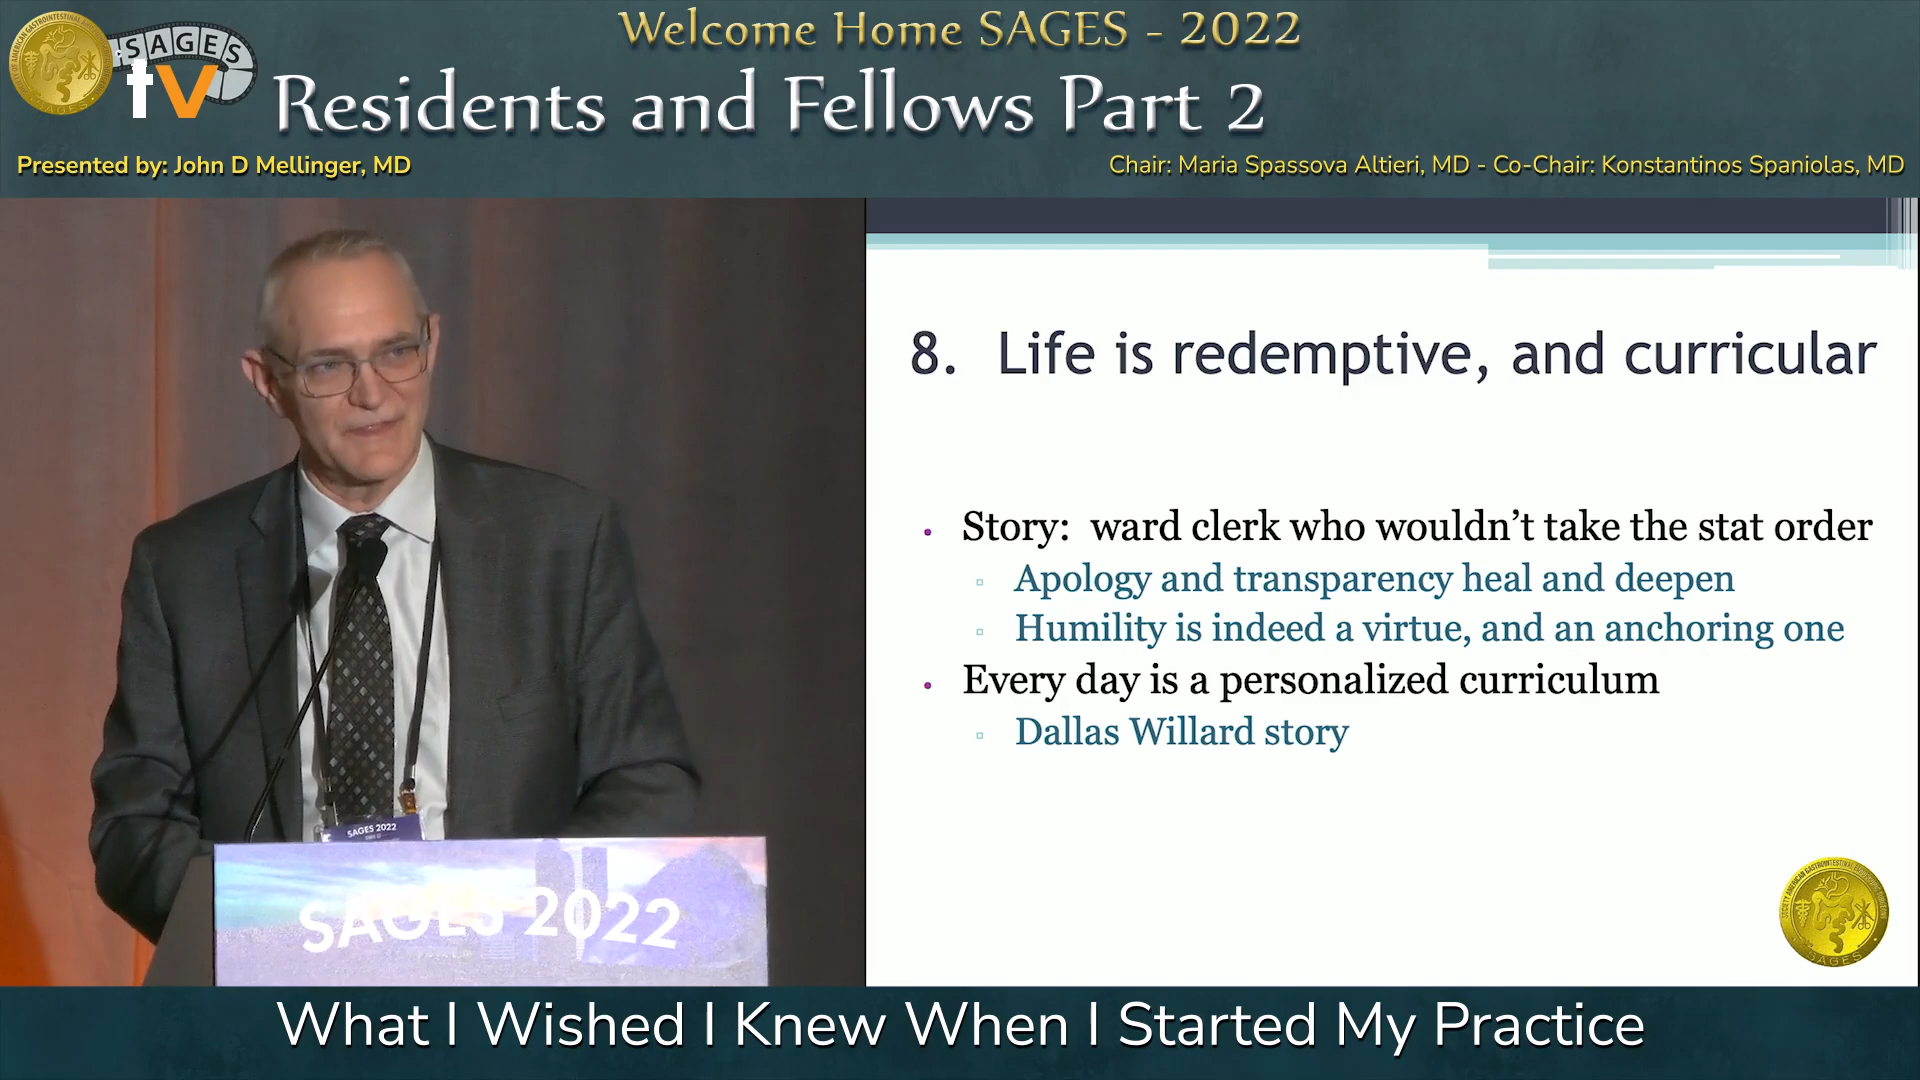 Welcome Home SAGES - 2022
SAGES
tv
Residents and Fellows Part 2
Presented by: John D Mellinger, MD
Chair: Maria Spassova Altieri, MD - Co-Chair: Konstantinos Spaniolas, MD
8. Life is redemptive, and curricular
• Story: ward clerk who wouldn’t take the stat order
▫ Apology and transparency heal and deepen
▫ Humility is indeed a virtue, and an anchoring one
• Every day is a personalized curriculum
▫ Dallas Willard story
SAGES 2022
SAGES 2022
SAGES
What I Wished I Knew When I Started My Practice